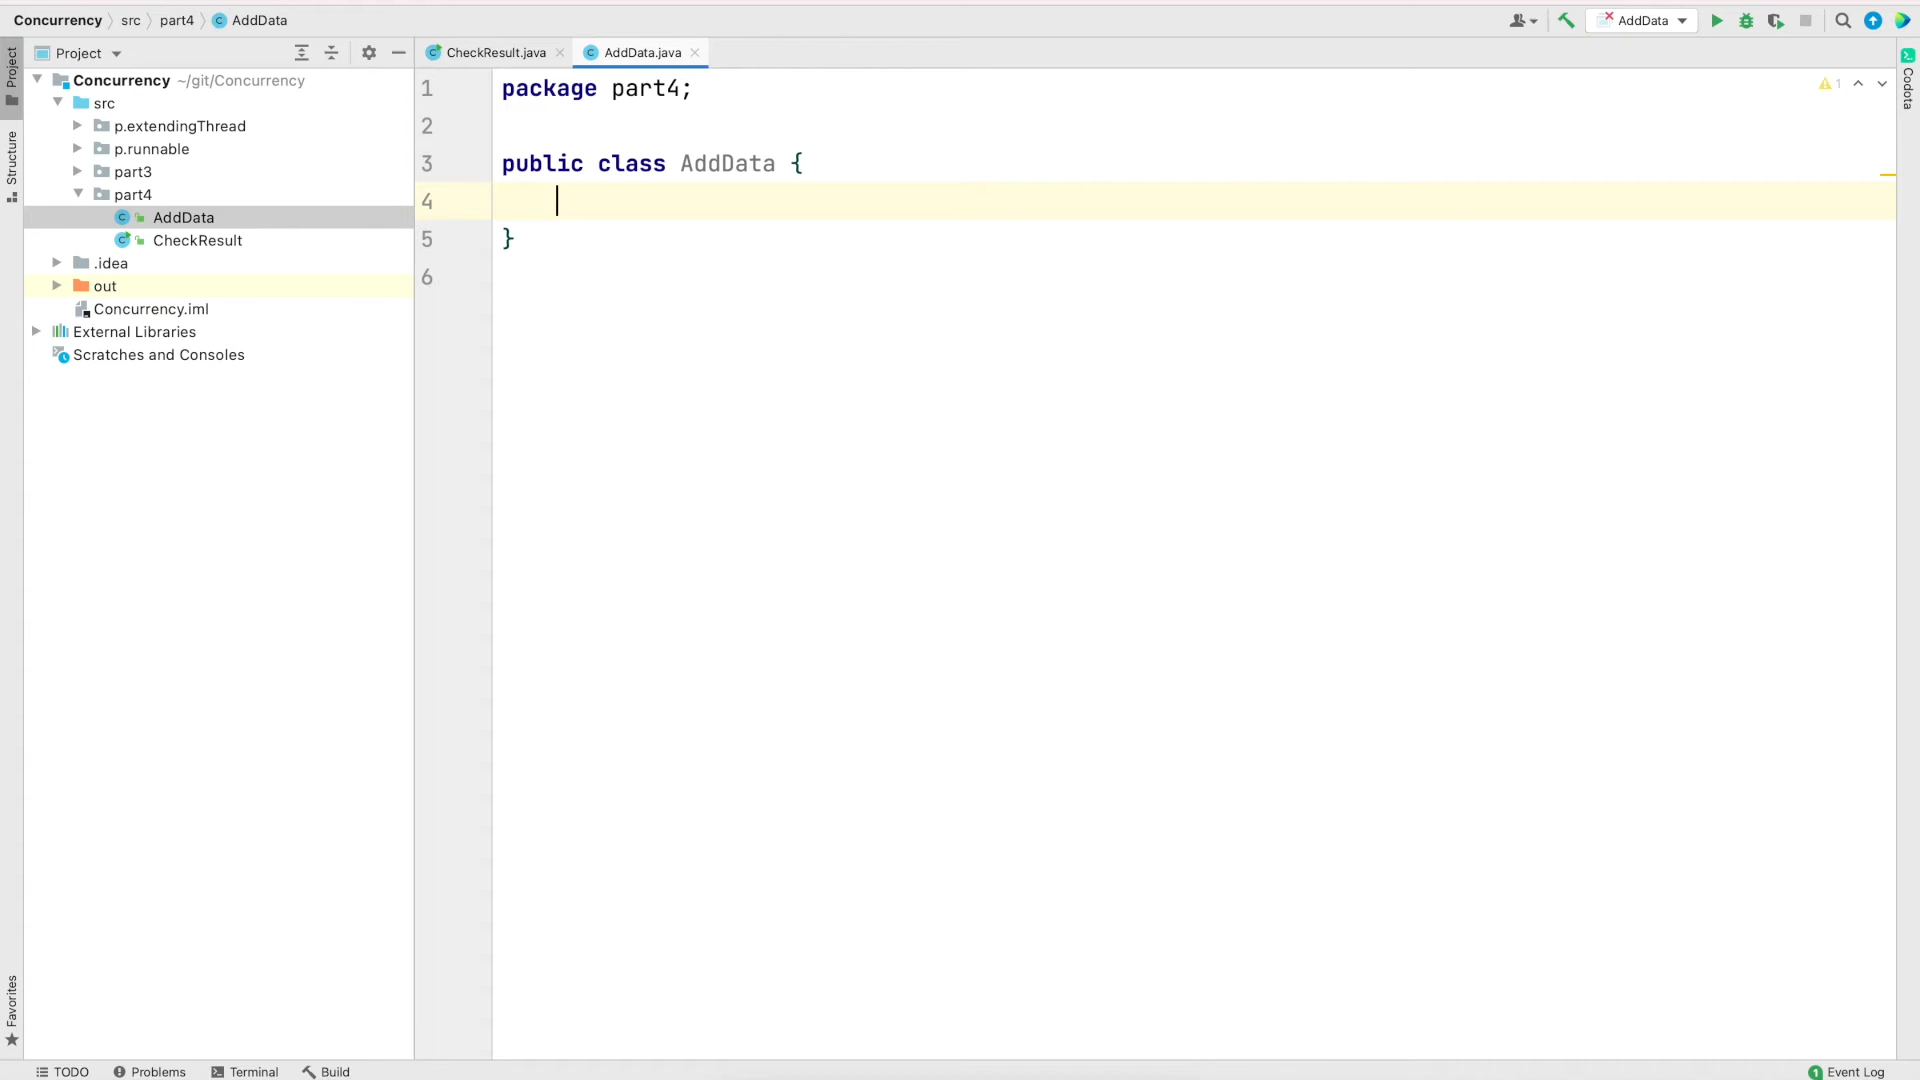 Concurrency src part4 AddData
AddData
Project
CheckResult.java
AddData.java
Project
Structure
Favorites
Codota
Concurrency ~/git/Concurrency
src
p.extendingThread
p.runnable
part3
part4
AddData
CheckResult
.idea
out
Concurrency.iml
External Libraries
Scratches and Consoles
1 package part4;
2
3 public class AddData {
4
5 }
6
1
TODO Problems Terminal Build
1 Event Log